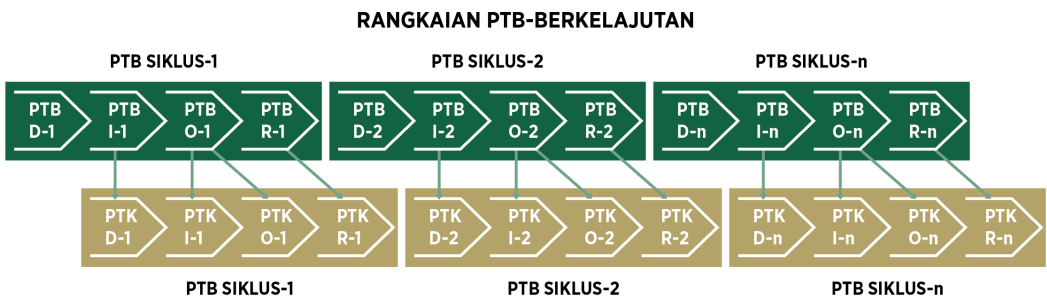 RANGKAIAN PTB-BERKELAJUTAN
PTB SIKLUS-1
PTB SIKLUS-2
PTB SIKLUS-n
PTB
D-1
PTB
I-1
PTB
O-1
PTB
R-1
PTB
D-2
PTB
I-2
PTB
O-2
PTB
R-2
PTB
D-n
PTB
I-n
PTB
O-n
PTB
R-n
PTK
D-1
PTK
I-1
PTK
O-1
PTK
R-1
PTK
D-2
PTK
I-2
PTK
O-2
PTK
R-2
PTK
D-n
PTK
I-n
PTK
O-n
PTK
R-n
PTB SIKLUS-1
PTB SIKLUS-2
PTB SIKLUS-n